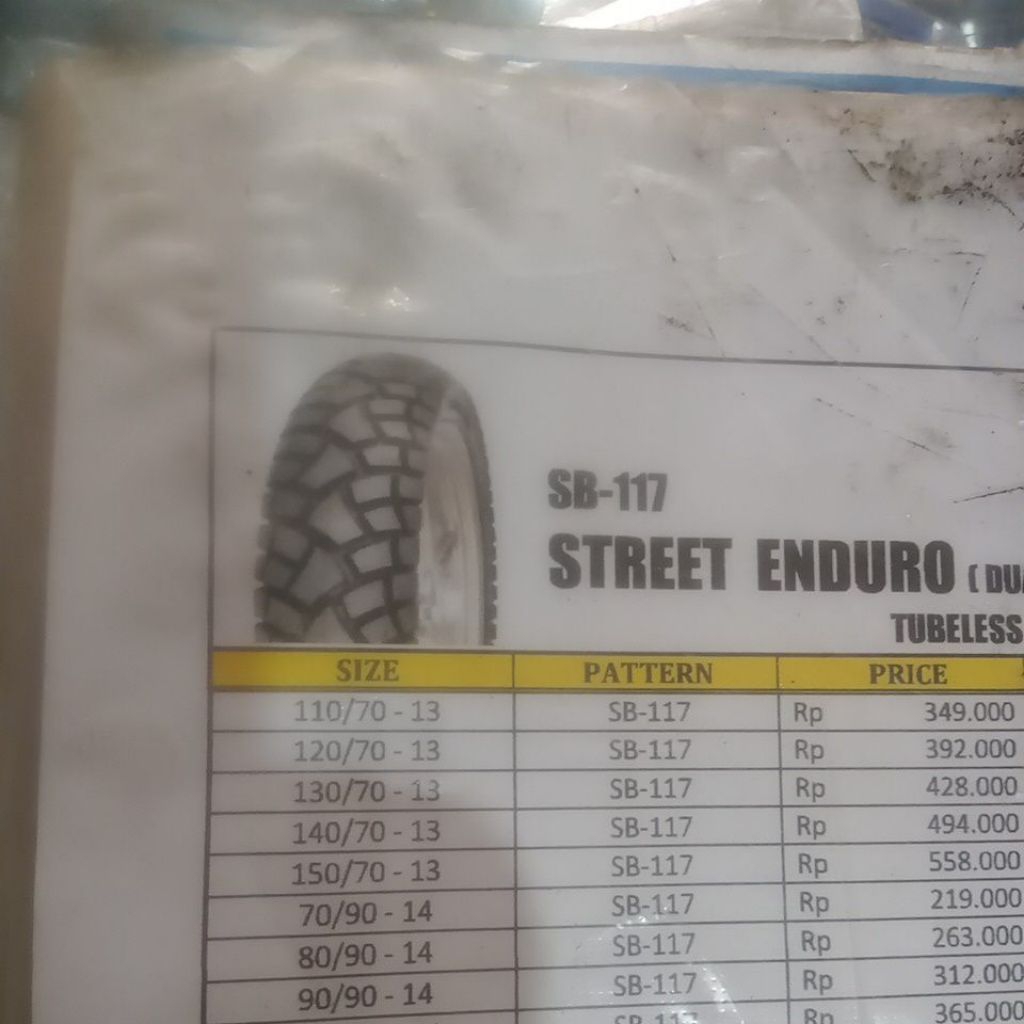 SB-117
STREET ENDURO ( DU
TUBELESS
SIZE PATTERN PRICE
110/70 - 13 SB-117 Rp 349.000
120/70 - 13 SB-117 Rp 392.000
130/70 - 13 SB-117 Rp 428.000
140/70 - 13 SB-117 Rp 494.000
150/70 - 13 SB-117 Rp 558.000
70/90 - 14 SB-117 Rp 219.000
80/90 - 14 SB-117 Rp 263.000
90/90 - 14 SB-117 Rp 312.000
Rp 365.000